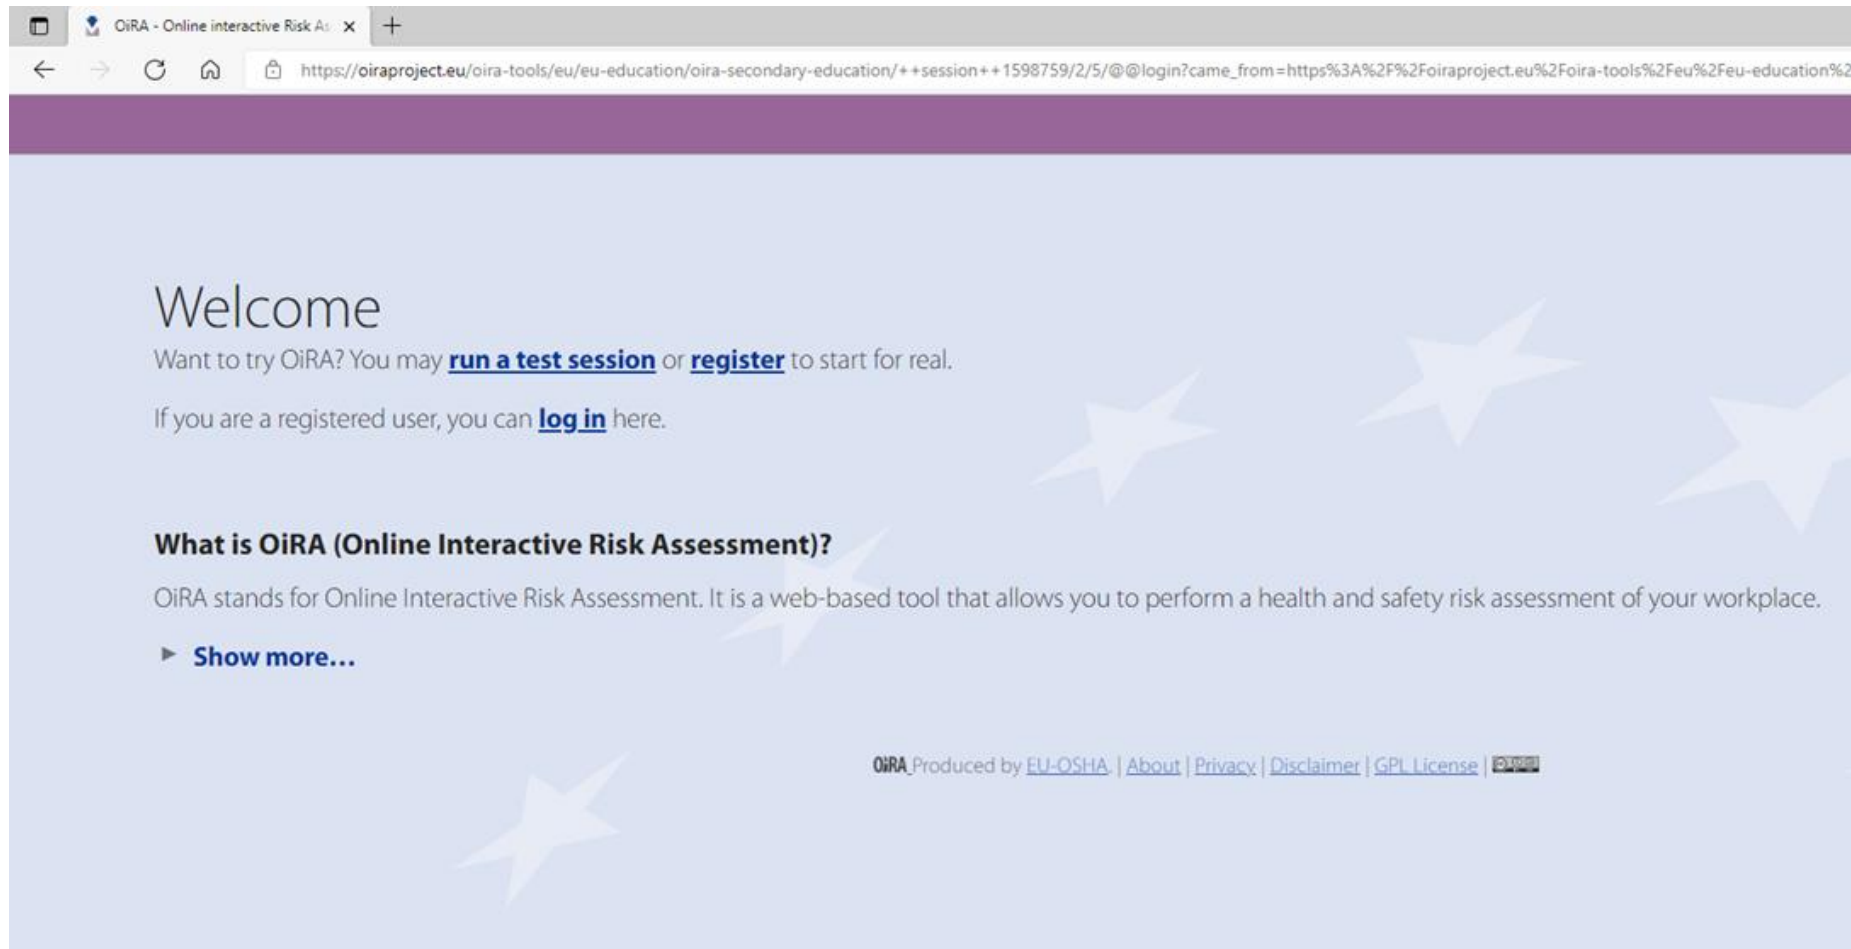 OiRA - Online interactive Risk As
https://oiraproject.eu/oira-tools/eu/eu-education/oira-secondary-education/++session++1598759/2/5/@@login?came_from=https%3A%2F%2Foiraproject.eu%2Foira-tools%2Feu%2Feu-education%2
Welcome
Want to try OiRA? You may run a test session or register to start for real.
If you are a registered user, you can log in here.
What is OiRA (Online Interactive Risk Assessment)?
OiRA stands for Online Interactive Risk Assessment. It is a web-based tool that allows you to perform a health and safety risk assessment of your workplace.
Show more...
OiRA Produced by EU-OSHA. | About | Privacy | Disclaimer | GPL License |